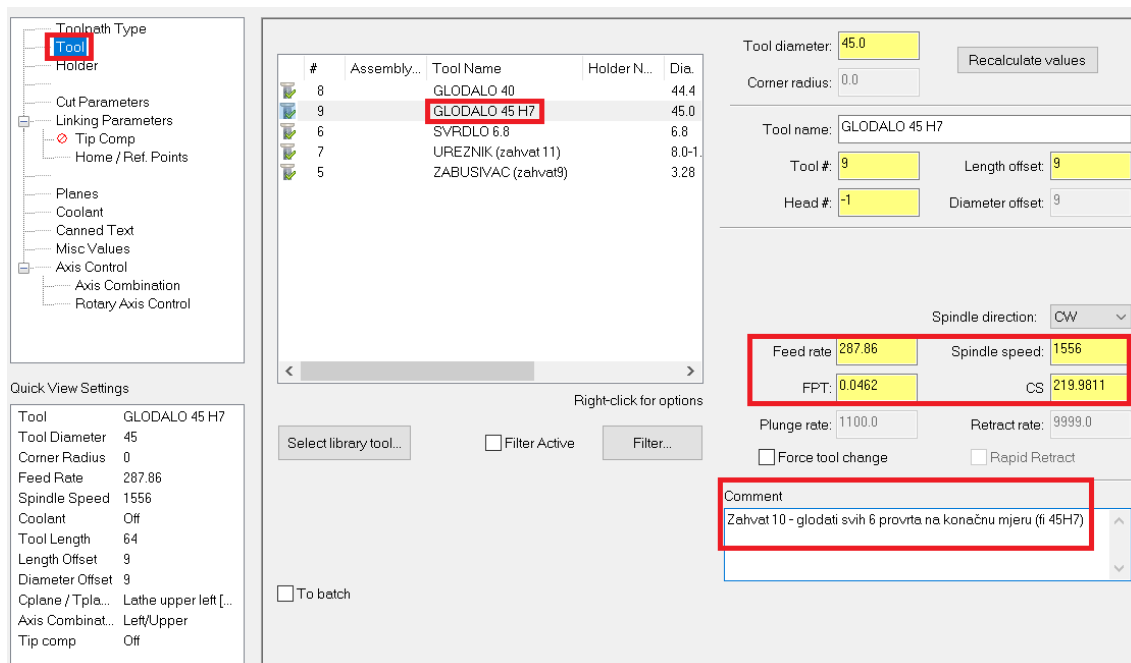 Toolpath Type
Tool
Holder
Cut Parameters
Linking Parameters
Tip Comp
Home / Ref. Points
Planes
Coolant
Canned Text
Misc Values
Axis Control
Axis Combination
Rotary Axis Control
Quick View Settings
Tool GLODALO 45 H7
Tool Diameter 45
Corner Radius 0
Feed Rate 287.86
Spindle Speed 1556
Coolant Off
Tool Length 64
Length Offset 9
Diameter Offset 9
Cplane / Tpla... Lathe upper left [...
Axis Combinat... Left/Upper
Tip comp Off
# Assembly... Tool Name Holder N... Dia.
8 GLODALO 40 44.4
9 GLODALO 45 H7 45.0
6 SVRDLO 6.8 6.8
7 UREZNIK (zahvat 11) 8.0-1.
5 ZABUSIVAC (zahvat9) 3.28
Right-click for options
Select library tool... Filter Active Filter...
To batch
Tool diameter: 45.0 Recalculate values
Corner radius: 0.0
Tool name: GLODALO 45 H7
Tool #: 9 Length offset: 9
Head #: -1 Diameter offset: 9
Spindle direction: CW
Feed rate 287.86 Spindle speed: 1556
FPT: 0.0462 CS 219.9811
Plunge rate: 1100.0 Retract rate: 9999.0
Force tool change Rapid Retract
Comment
Zahvat 10 - glodati svih 6 provrta na konačnu mjeru (fi 45H7)